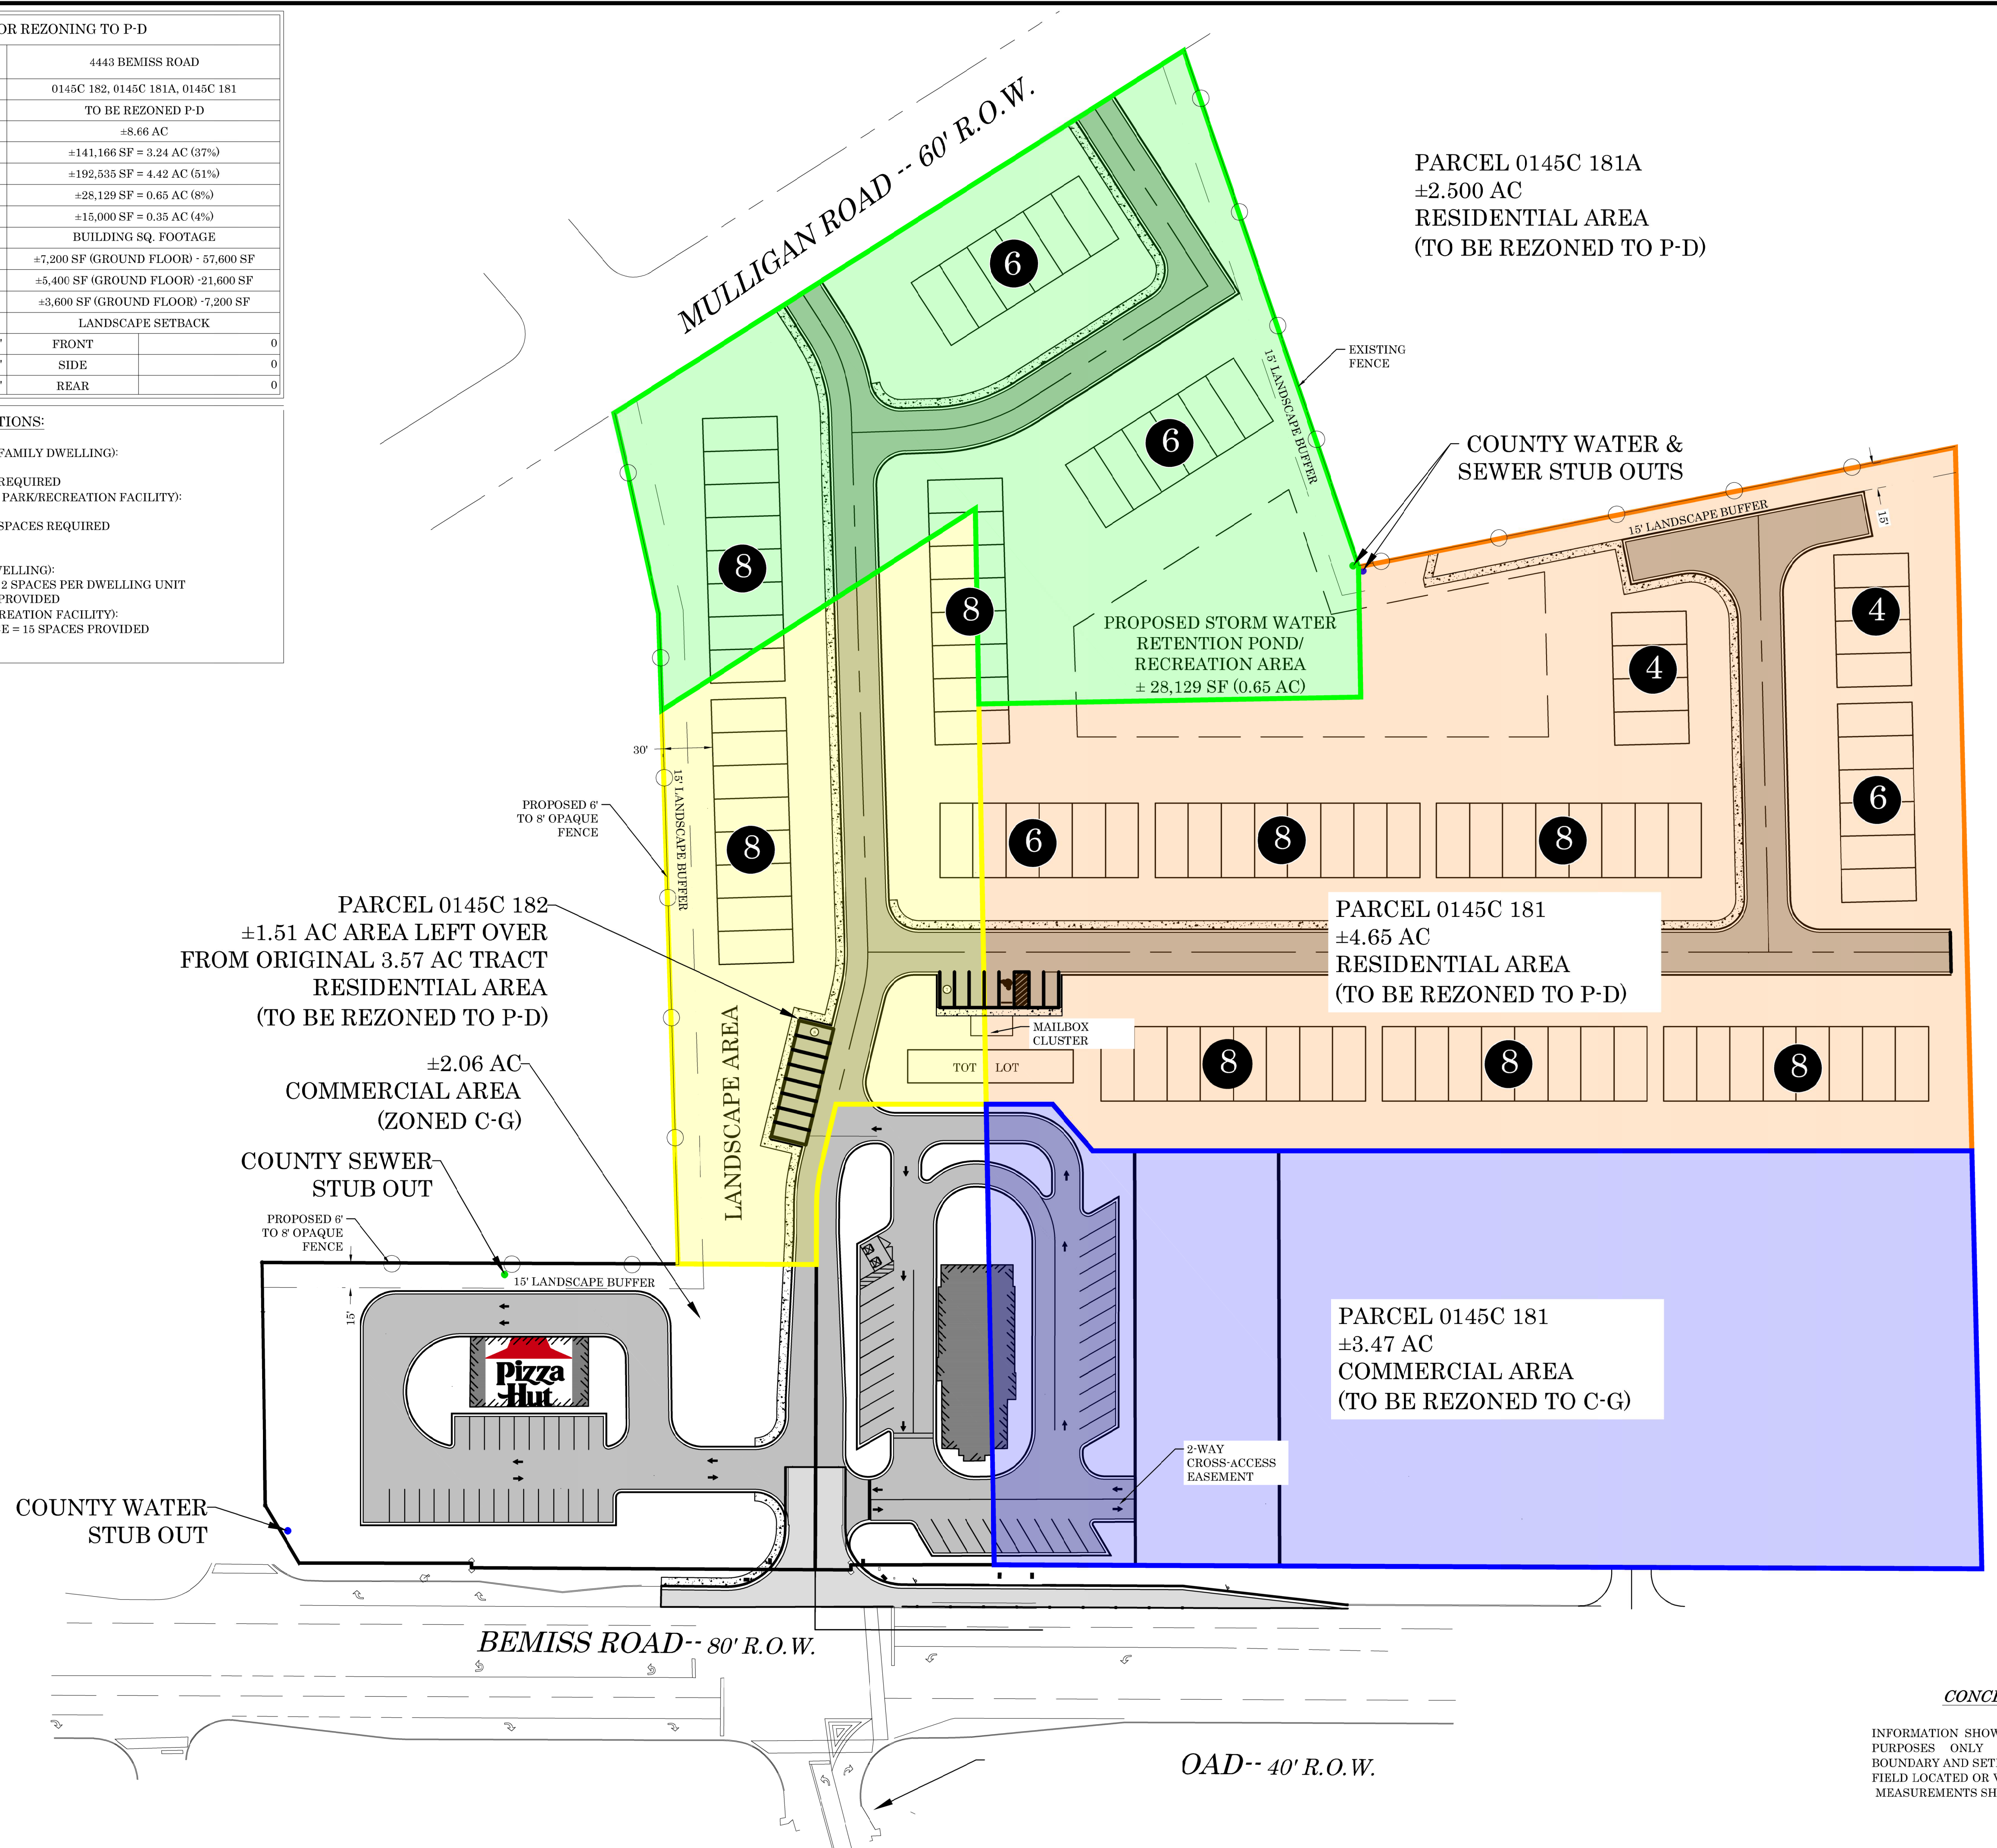 OR REZONING TO P-D
4443 BEMISS ROAD
0145C 182, 0145C 181A, 0145C 181
TO BE REZONED P-D
±8.66 AC
±141,166 SF = 3.24 AC (37%)
±192,535 SF = 4.42 AC (51%)
±28,129 SF = 0.65 AC (8%)
±15,000 SF = 0.35 AC (4%)
BUILDING SQ. FOOTAGE
±7,200 SF (GROUND FLOOR) - 57,600 SF
±5,400 SF (GROUND FLOOR) -21,600 SF
±3,600 SF (GROUND FLOOR) -7,200 SF
LANDSCAPE SETBACK
' FRONT 0
' SIDE 0
' REAR 0
TIONS:
FAMILY DWELLING):
REQUIRED
PARK/RECREATION FACILITY):
SPACES REQUIRED
VELLING):
2 SPACES PER DWELLING UNIT
PROVIDED
REATION FACILITY):
E = 15 SPACES PROVIDED
MULLIGAN ROAD -- 60' R.O.W.
PARCEL 0145C 181A
±2.500 AC
RESIDENTIAL AREA
(TO BE REZONED TO P-D)
6
EXISTING
FENCE
15' LANDSCAPE BUFFER
6
COUNTY WATER &
SEWER STUB OUTS
15' LANDSCAPE BUFFER
15'
8
8
4
4
PROPOSED STORM WATER
RETENTION POND/
RECREATION AREA
± 28,129 SF (0.65 AC)
30'
15' LANDSCAPE BUFFER
PROPOSED 6'
TO 8' OPAQUE
FENCE
8
6
8
8
6
PARCEL 0145C 182
±1.51 AC AREA LEFT OVER
FROM ORIGINAL 3.57 AC TRACT
RESIDENTIAL AREA
(TO BE REZONED TO P-D)
PARCEL 0145C 181
±4.65 AC
RESIDENTIAL AREA
(TO BE REZONED TO P-D)
MAILBOX
CLUSTER
TOT LOT
8
8
8
LANDSCAPE AREA
±2.06 AC
COMMERCIAL AREA
(ZONED C-G)
COUNTY SEWER
STUB OUT
PROPOSED 6'
TO 8' OPAQUE
FENCE
15' LANDSCAPE BUFFER
15'
Pizza
Hut
PARCEL 0145C 181
±3.47 AC
COMMERCIAL AREA
(TO BE REZONED TO C-G)
2-WAY
CROSS-ACCESS
EASEMENT
COUNTY WATER
STUB OUT
BEMISS ROAD-- 80' R.O.W.
OAD-- 40' R.O.W.
CONCE
INFORMATION SHOW
PURPOSES ONLY
BOUNDARY AND SET
FIELD LOCATED OR V
MEASUREMENTS SH